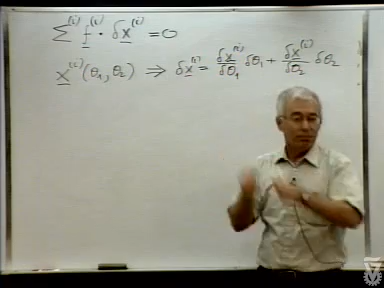 Σ⁽ⁱ⁾ f̲⁽ⁱ⁾ · δx̲⁽ⁱ⁾ = 0
x̲⁽ⁱ⁾(θ₁, θ₂) ⇒ δx̲⁽ⁱ⁾ = δx̲⁽ⁱ⁾/δθ₁ δθ₁ + δx̲⁽ⁱ⁾/δθ₂ δθ₂